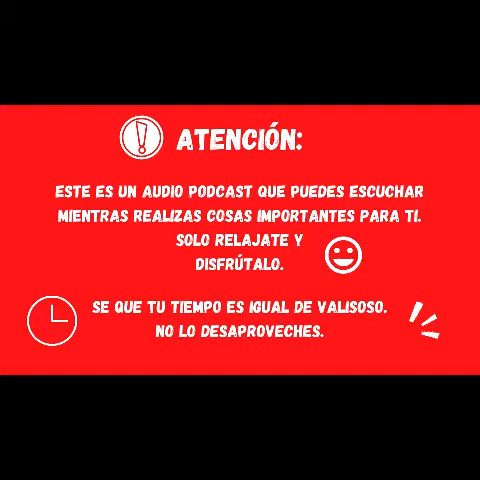 ATENCIÓN:
ESTE ES UN AUDIO PODCAST QUE PUEDES ESCUCHAR
MIENTRAS REALIZAS COSAS IMPORTANTES PARA TI.
SOLO RELAJATE Y
DISFRÚTALO.
SE QUE TU TIEMPO ES IGUAL DE VALISOSO.
NO LO DESAPROVECHES.